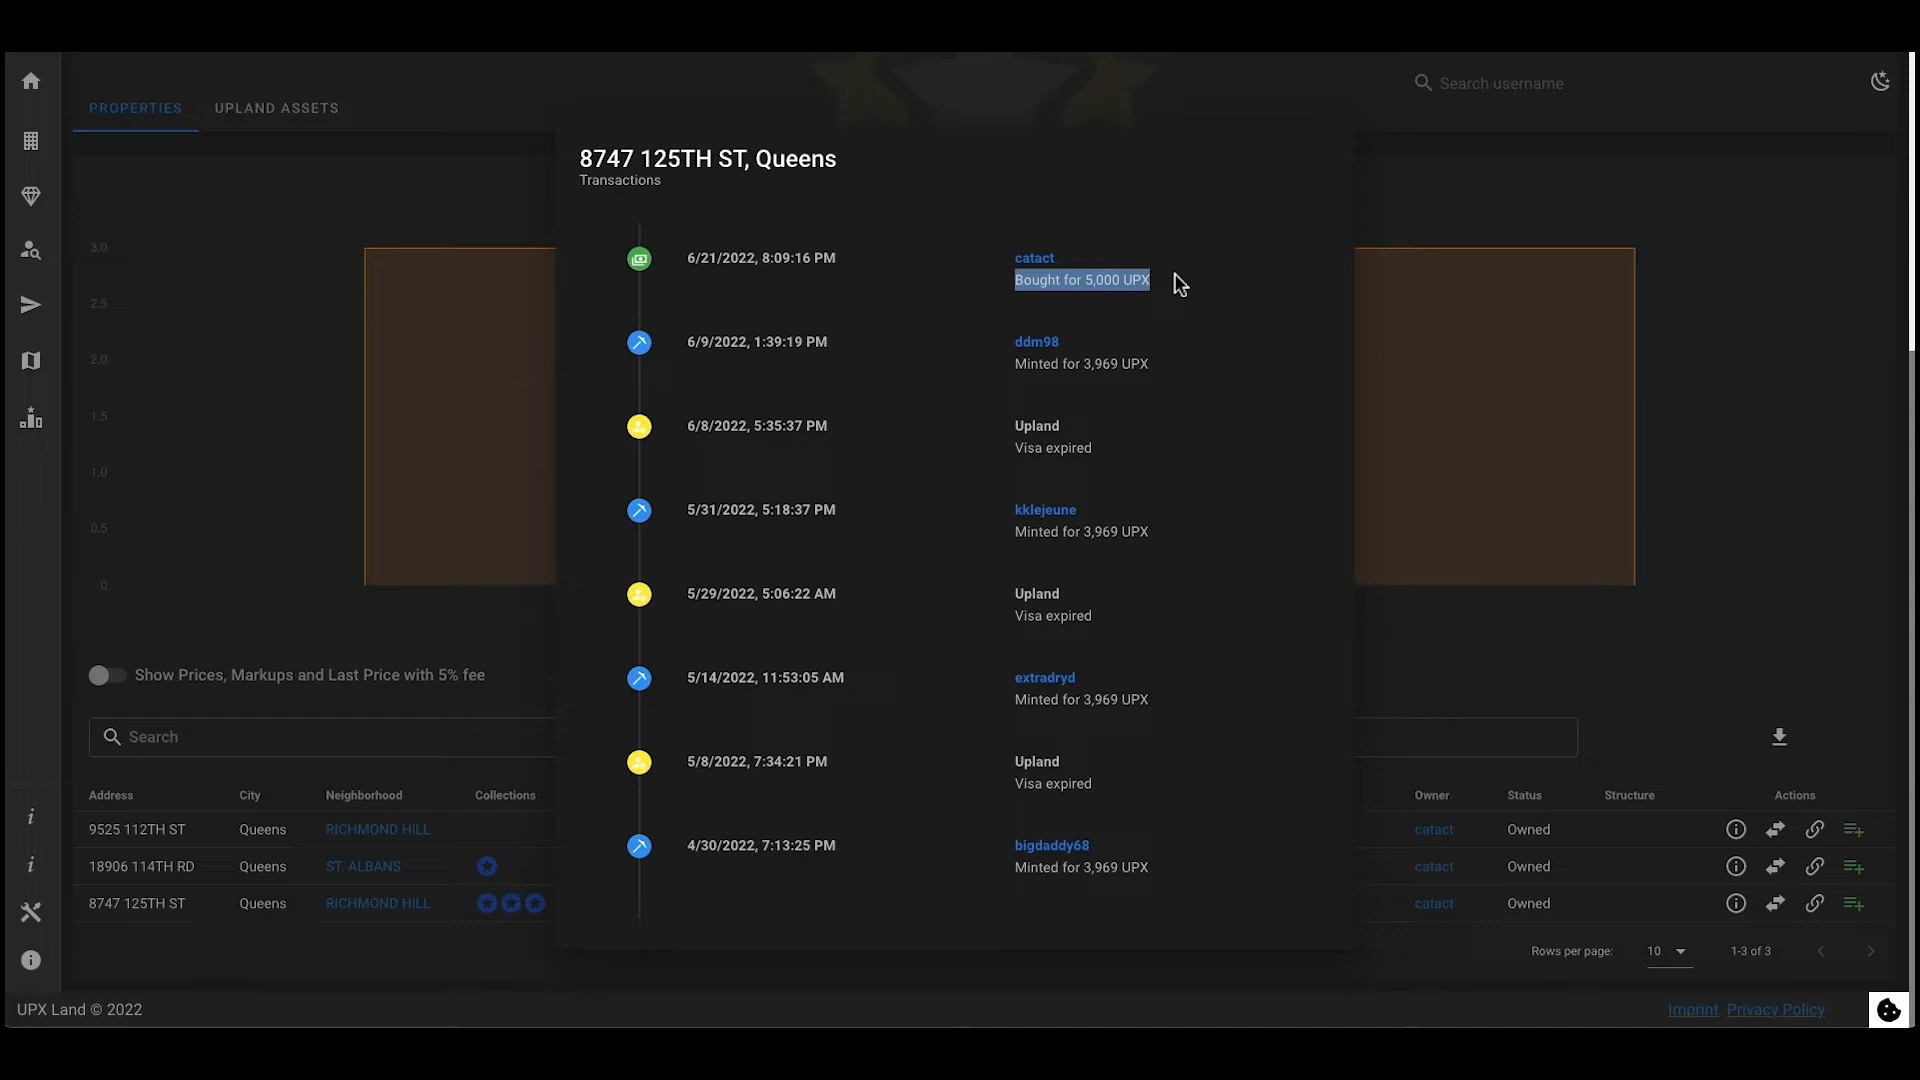 PROPERTIES
UPLAND ASSETS
Search username
8747 125TH ST, Queens
Transactions
6/21/2022, 8:09:16 PM
catact
Bought for 5,000 UPX
6/9/2022, 1:39:19 PM
ddm98
Minted for 3,969 UPX
6/8/2022, 5:35:37 PM
Upland
Visa expired
5/31/2022, 5:18:37 PM
kklejeune
Minted for 3,969 UPX
5/29/2022, 5:06:22 AM
Upland
Visa expired
5/14/2022, 11:53:05 AM
extradryd
Minted for 3,969 UPX
5/8/2022, 7:34:21 PM
Upland
Visa expired
4/30/2022, 7:13:25 PM
bigdaddy68
Minted for 3,969 UPX
3.0
2.5
2.0
1.5
1.0
0.5
0
Show Prices, Markups and Last Price with 5% fee
Search
Address City Neighborhood Collections Owner Status Structure Actions
9525 112TH ST Queens RICHMOND HILL catact Owned
18906 114TH RD Queens ST. ALBANS catact Owned
8747 125TH ST Queens RICHMOND HILL catact Owned
Rows per page: 10 1-3 of 3
UPX Land © 2022
Imprint Privacy Policy